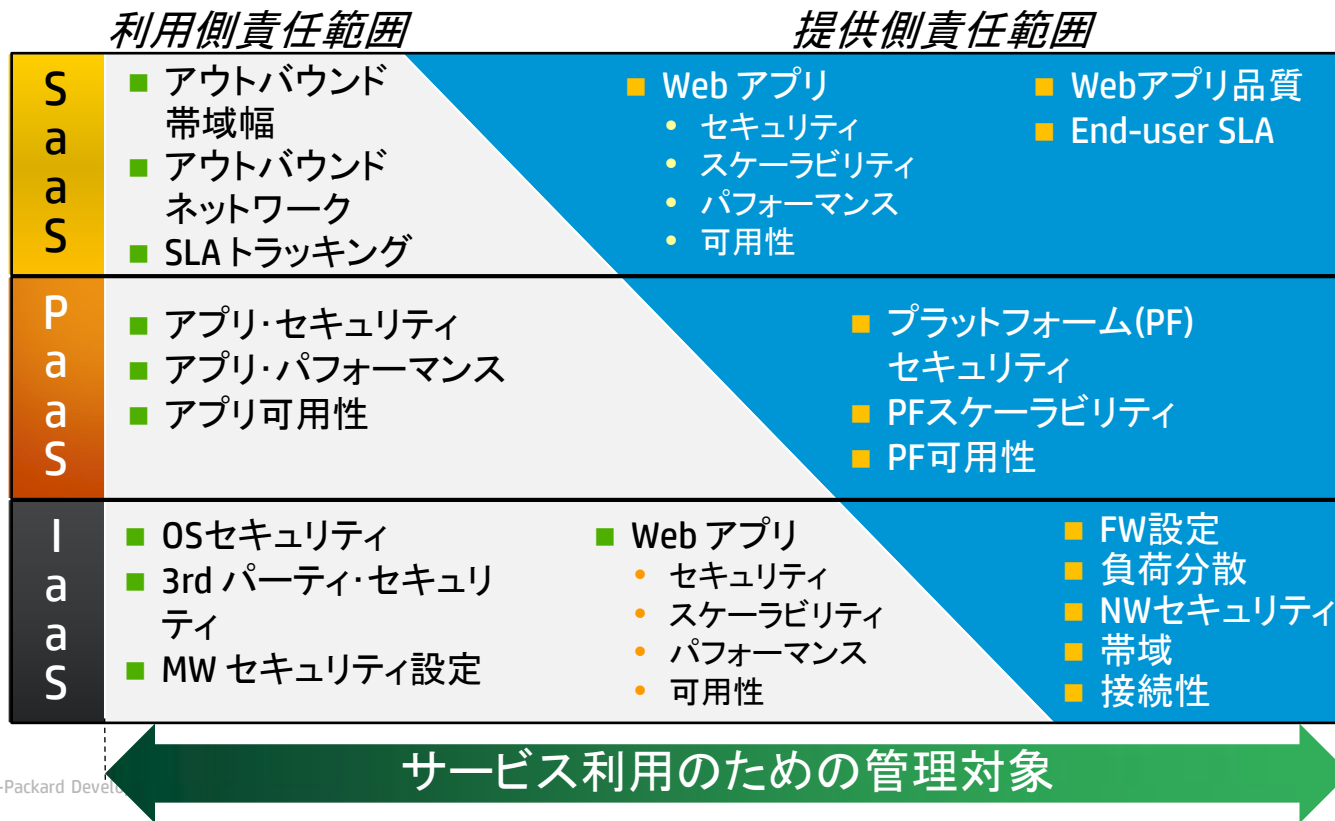 利用側責任範囲
提供側責任範囲
SaaS
■ アウトバウンド
帯域幅
■ アウトバウンド
ネットワーク
■ SLAトラッキング
■ Web アプリ
• セキュリティ
• スケーラビリティ
• パフォーマンス
• 可用性
■ Webアプリ品質
■ End-user SLA
PaaS
■ アプリ・セキュリティ
■ アプリ・パフォーマンス
■ アプリ可用性
■ プラットフォーム(PF)
セキュリティ
■ PFスケーラビリティ
■ PF可用性
IaaS
■ OSセキュリティ
■ 3rd パーティ・セキュリ
ティ
■ MW セキュリティ設定
■ Web アプリ
• セキュリティ
• スケーラビリティ
• パフォーマンス
• 可用性
■ FW設定
■ 負荷分散
■ NWセキュリティ
■ 帯域
■ 接続性
サービス利用のための管理対象
-Packard